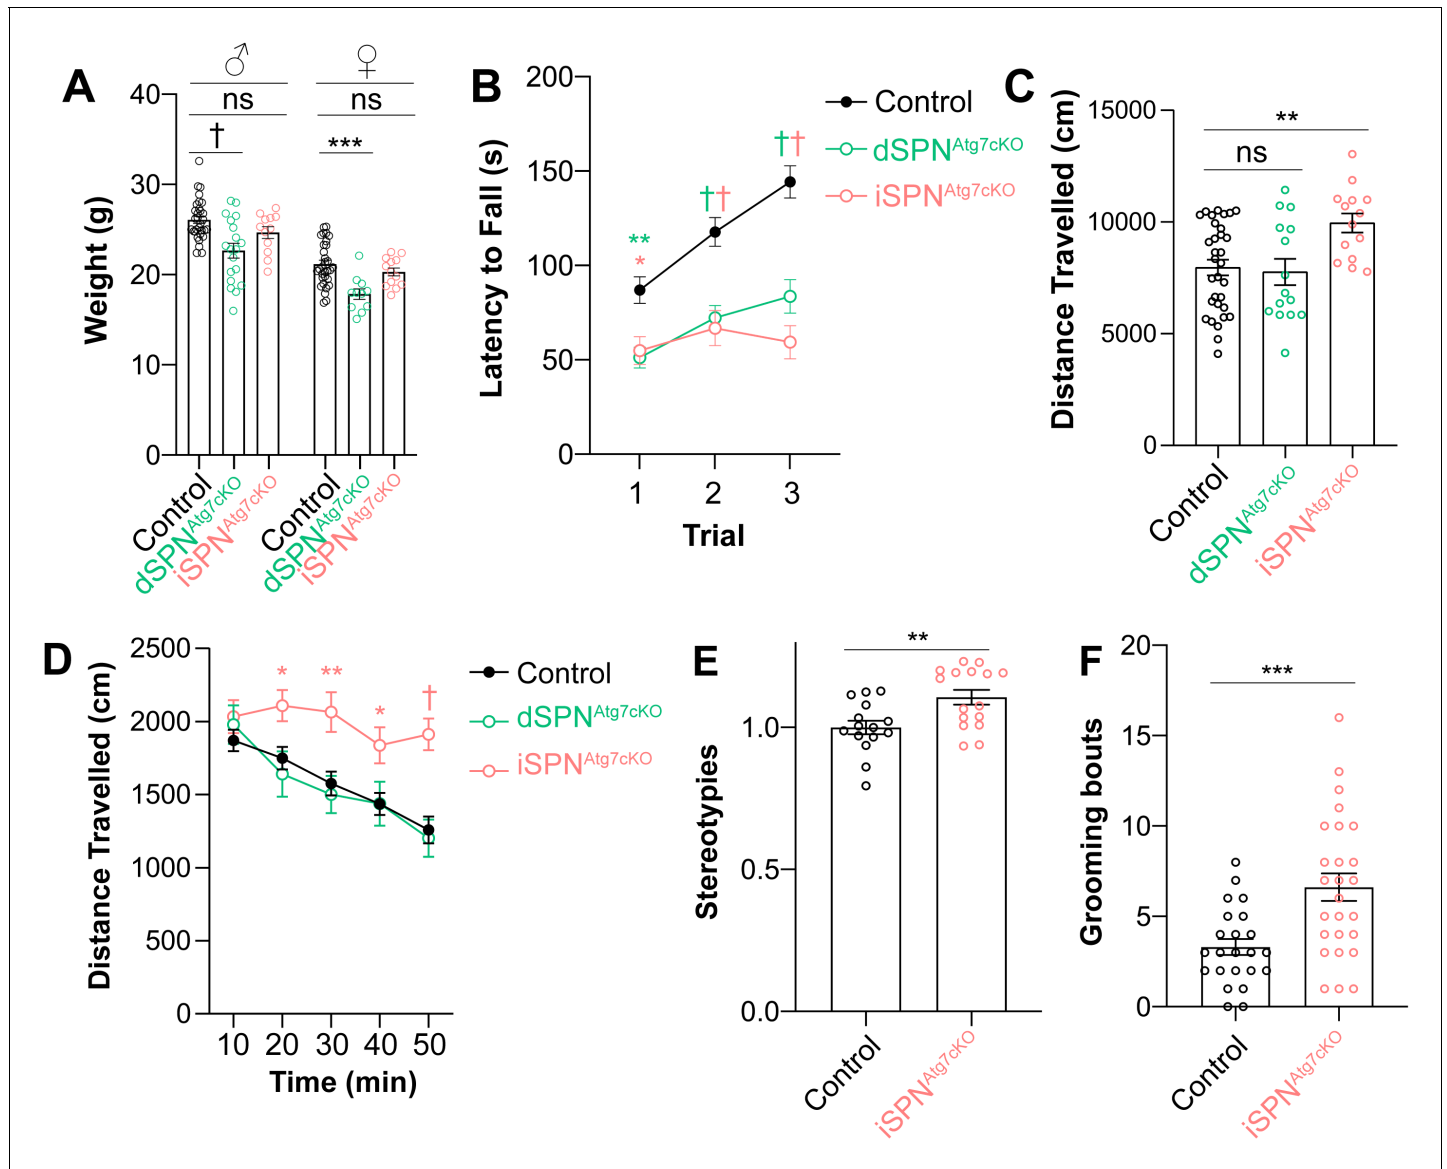 A
♂
♀
ns
ns
†
***
40
30
20
10
0
Weight (g)
Control
dSPNAtg7cKO
iSPNAtg7cKO
Control
dSPNAtg7cKO
iSPNAtg7cKO
B
200
150
100
50
0
Latency to Fall (s)
**
*
††
††
1 2 3
Trial
Control
dSPNAtg7cKO
iSPNAtg7cKO
C
15000
10000
5000
0
Distance Travelled (cm)
**
ns
Control
dSPNAtg7cKO
iSPNAtg7cKO
D
2500
2000
1500
1000
500
0
Distance Travelled (cm)
* ** * †
10 20 30 40 50
Time (min)
Control
dSPNAtg7cKO
iSPNAtg7cKO
E
**
1.0
0.5
0.0
Stereotypies
Control
iSPNAtg7cKO
F
20
15
10
5
0
Grooming bouts
***
Control
iSPNAtg7cKO